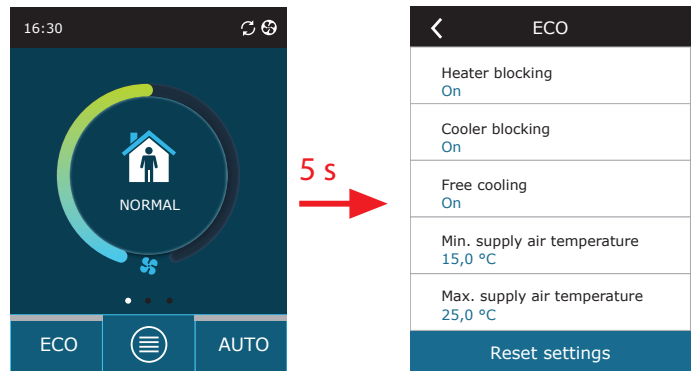 16:30
NORMAL
ECO
AUTO
5 s
ECO
Heater blocking
On
Cooler blocking
On
Free cooling
On
Min. supply air temperature
15,0 °C
Max. supply air temperature
25,0 °C
Reset settings